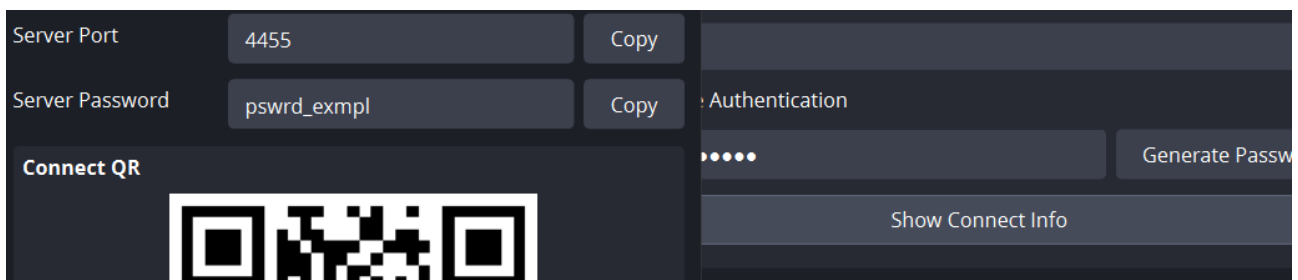 Server Port
4455
Copy
Server Password
pswrd_exmpl
Copy
Connect QR
Authentication
Generate Passw
Show Connect Info